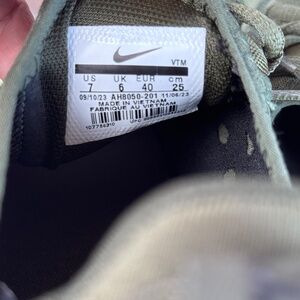 VTM
US UK EUR cm
7 6 40 25
09/10/23 AH8050-201 11/06/23
MADE IN VIETNAM
FABRIQUÉ AU VIETNAM